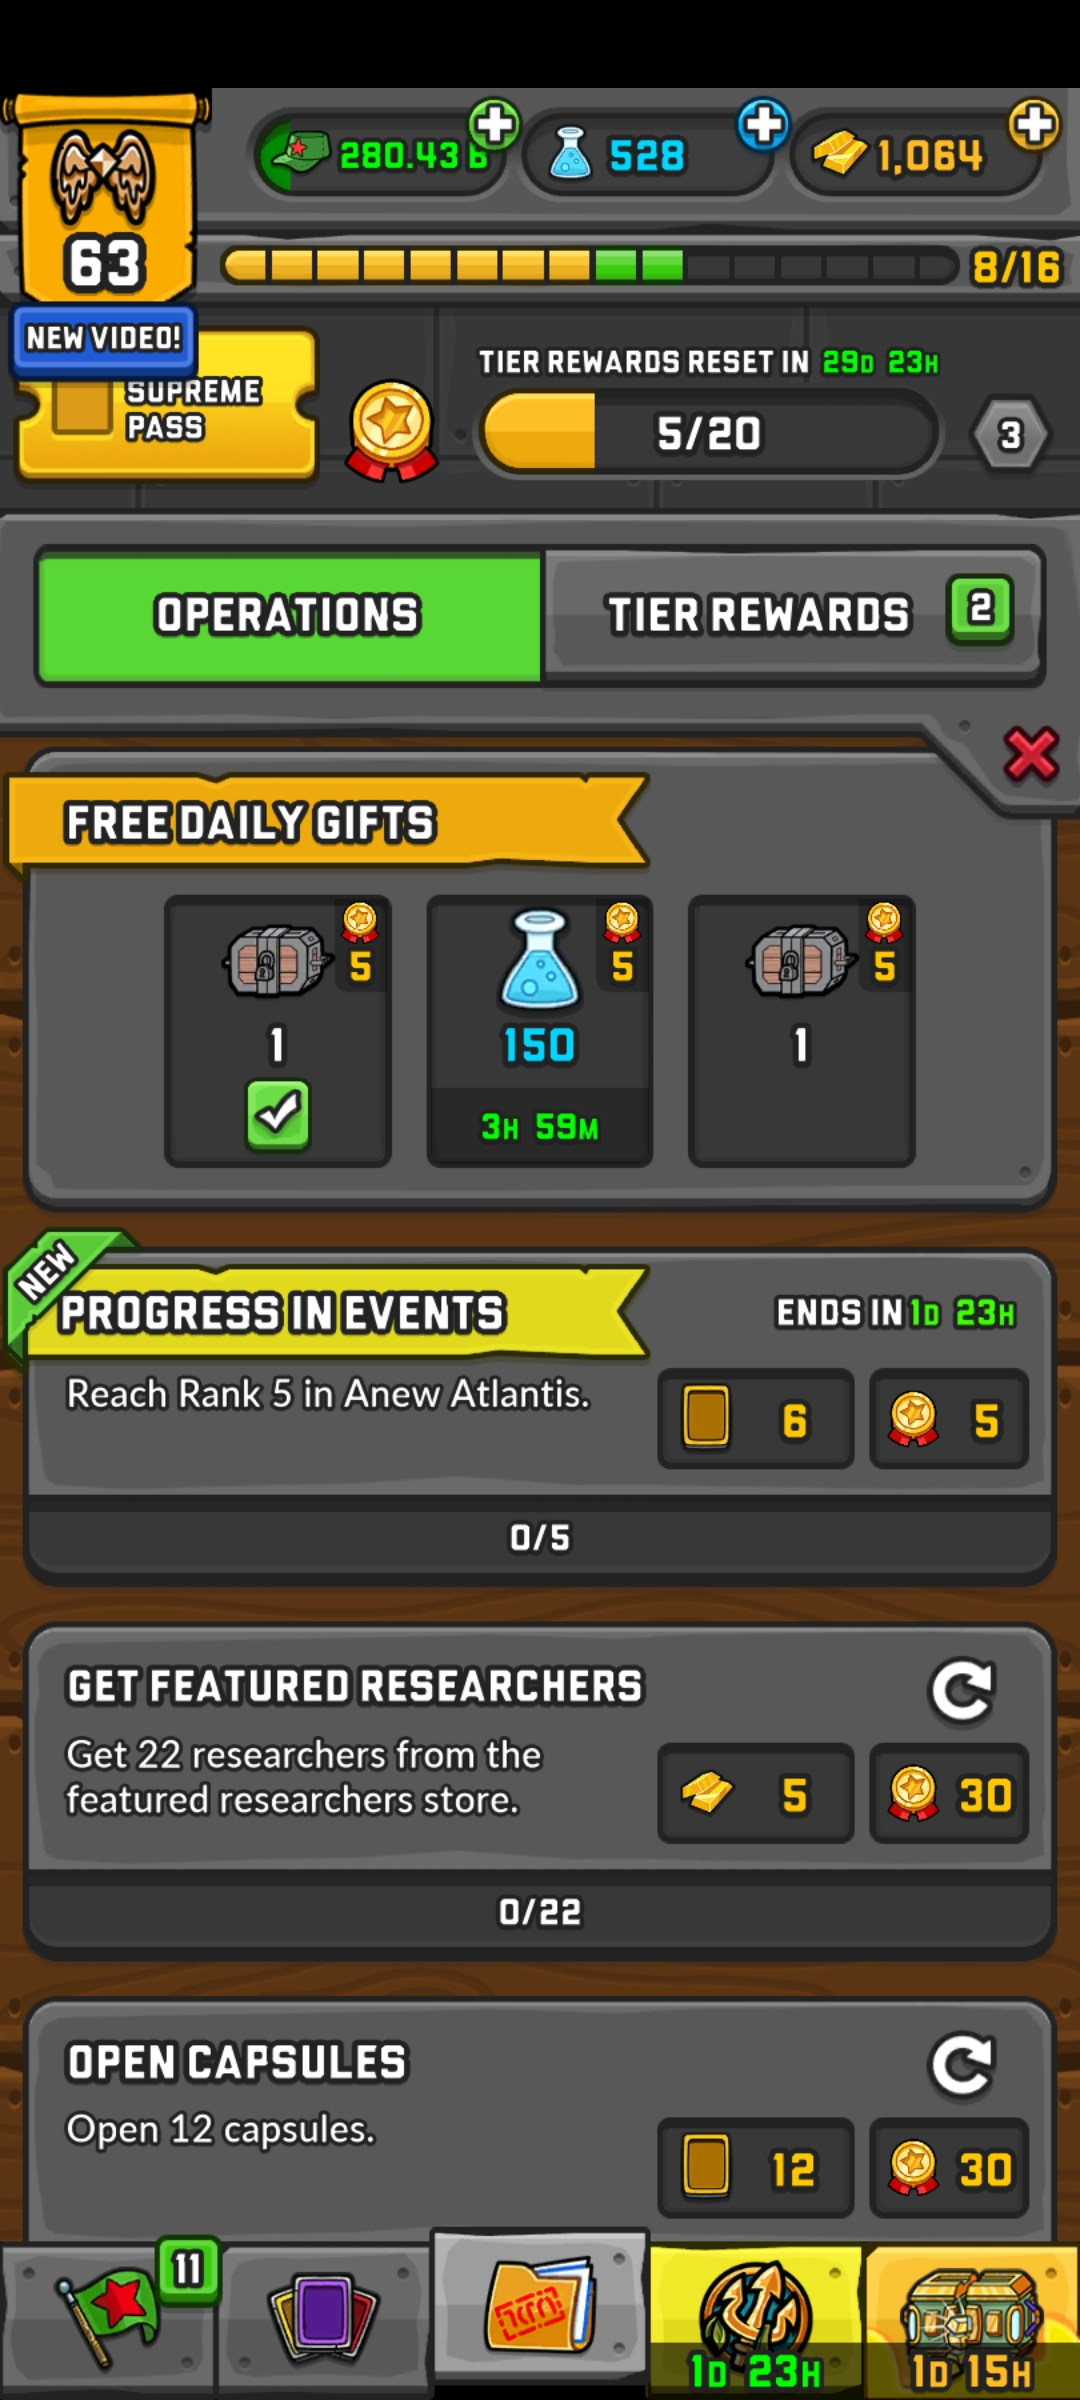 280.43 B
528
1,064
63
8/16
NEW VIDEO!
SUPREME
PASS
TIER REWARDS RESET IN 29D 23H
5/20
3
OPERATIONS
TIER REWARDS
2
FREE DAILY GIFTS
5
5
5
1
150
1
3H 59M
NEW
PROGRESS IN EVENTS
ENDS IN 1D 23H
Reach Rank 5 in Anew Atlantis.
6
5
0/5
GET FEATURED RESEARCHERS
Get 22 researchers from the
featured researchers store.
5
30
0/22
OPEN CAPSULES
Open 12 capsules.
12
30
11
1D 23H
1D 15H